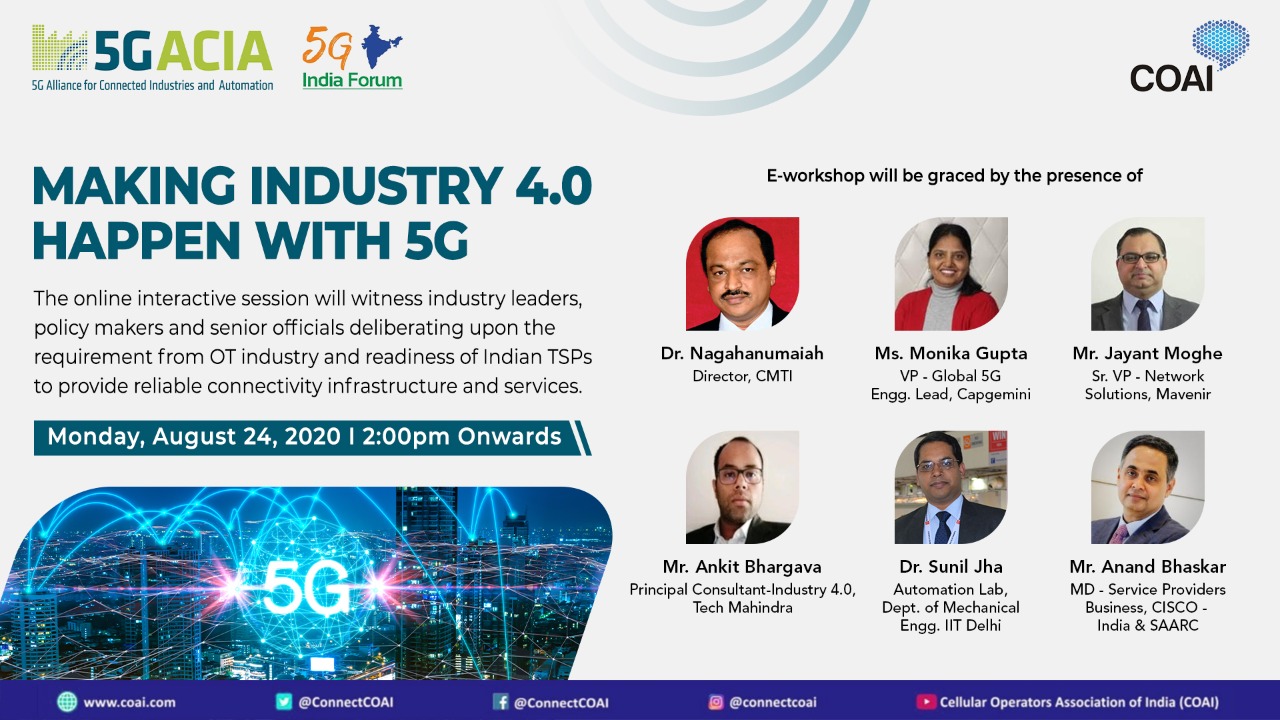 5G ACIA
5G Alliance for Connected Industries and Automation
5G
India Forum
COAI
MAKING INDUSTRY 4.0
HAPPEN WITH 5G
The online interactive session will witness industry leaders,
policy makers and senior officials deliberating upon the
requirement from OT industry and readiness of Indian TSPs
to provide reliable connectivity infrastructure and services.
Monday, August 24, 2020 I 2:00pm Onwards
5G
E-workshop will be graced by the presence of
Dr. Nagahanumaiah
Director, CMTI
Ms. Monika Gupta
VP - Global 5G
Engg. Lead, Capgemini
Mr. Jayant Moghe
Sr. VP - Network
Solutions, Mavenir
Mr. Ankit Bhargava
Principal Consultant-Industry 4.0,
Tech Mahindra
WIN
Dr. Sunil Jha
Automation Lab,
Dept. of Mechanical
Engg. IIT Delhi
Mr. Anand Bhaskar
MD - Service Providers
Business, CISCO -
India & SAARC
www.coai.com
@ConnectCOAI
@ConnectCOAI
@connectcoai
Cellular Operators Association of India (COAI)